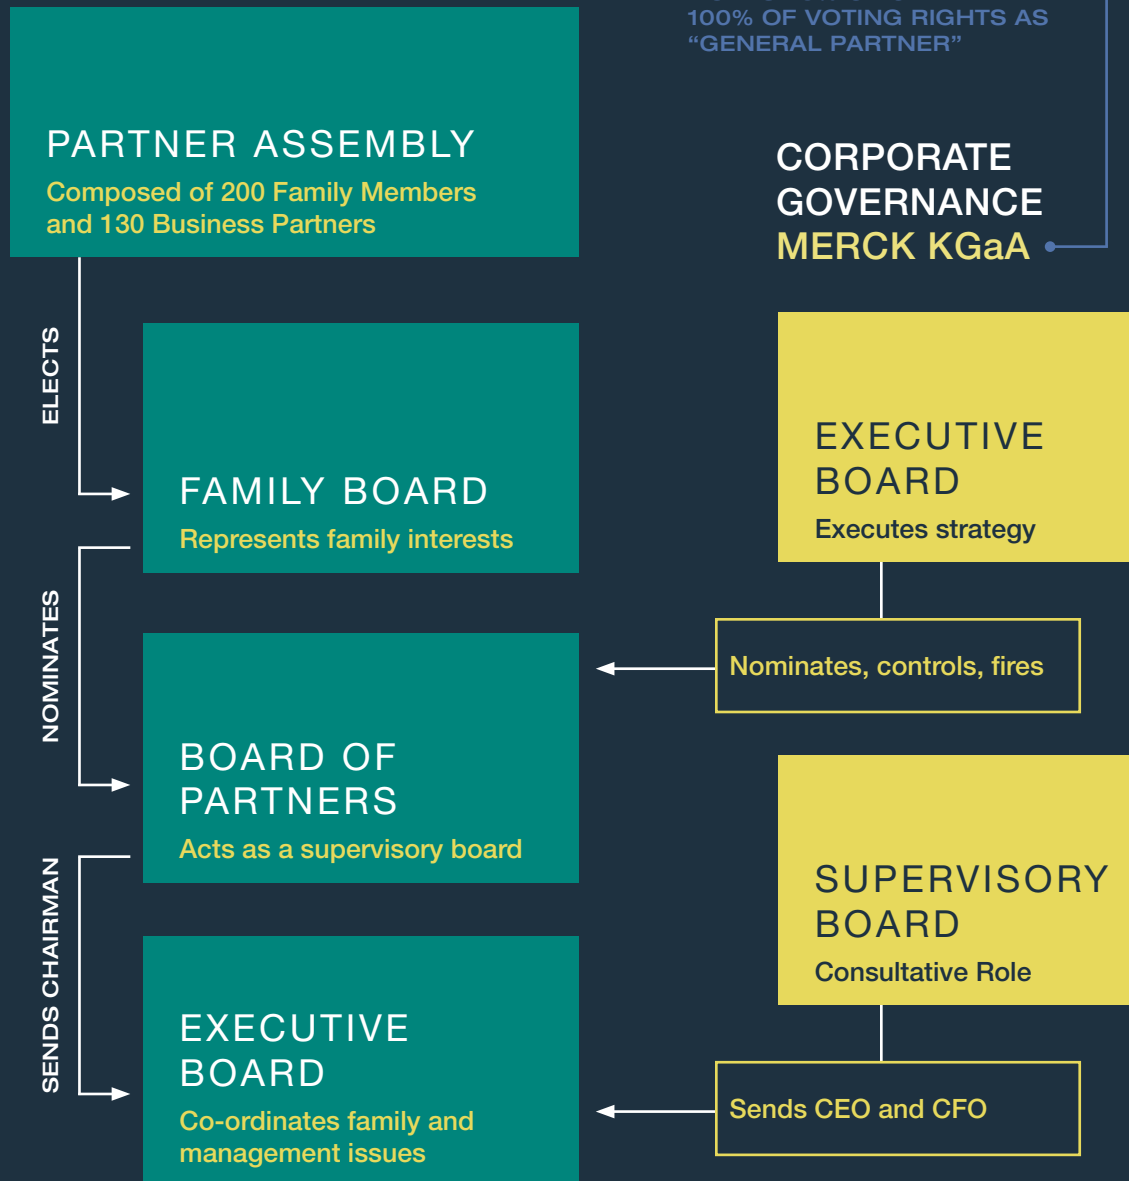 100% OF VOTING RIGHTS AS
“GENERAL PARTNER”
PARTNER ASSEMBLY
Composed of 200 Family Members
and 130 Business Partners
ELECTS
FAMILY BOARD
Represents family interests
NOMINATES
BOARD OF
PARTNERS
Acts as a supervisory board
SENDS CHAIRMAN
EXECUTIVE
BOARD
Co-ordinates family and
management issues
CORPORATE
GOVERNANCE
MERCK KGaA
EXECUTIVE
BOARD
Executes strategy
Nominates, controls, fires
SUPERVISORY
BOARD
Consultative Role
Sends CEO and CFO